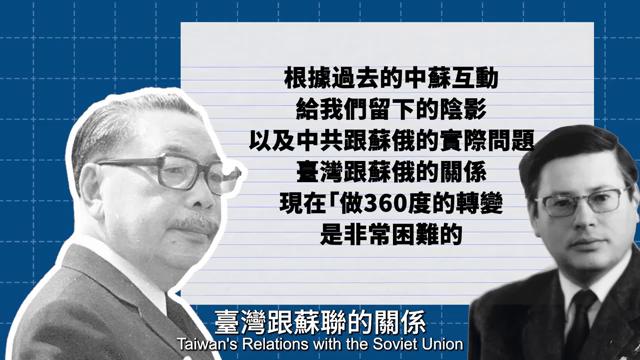 根據過去的中蘇互動
給我們留下的陰影
以及中共跟蘇俄的實際問題
臺灣跟蘇俄的關係
現在「做360度的轉變
是非常困難的
臺灣跟蘇聯的關係
Taiwan's Relations with the Soviet Union